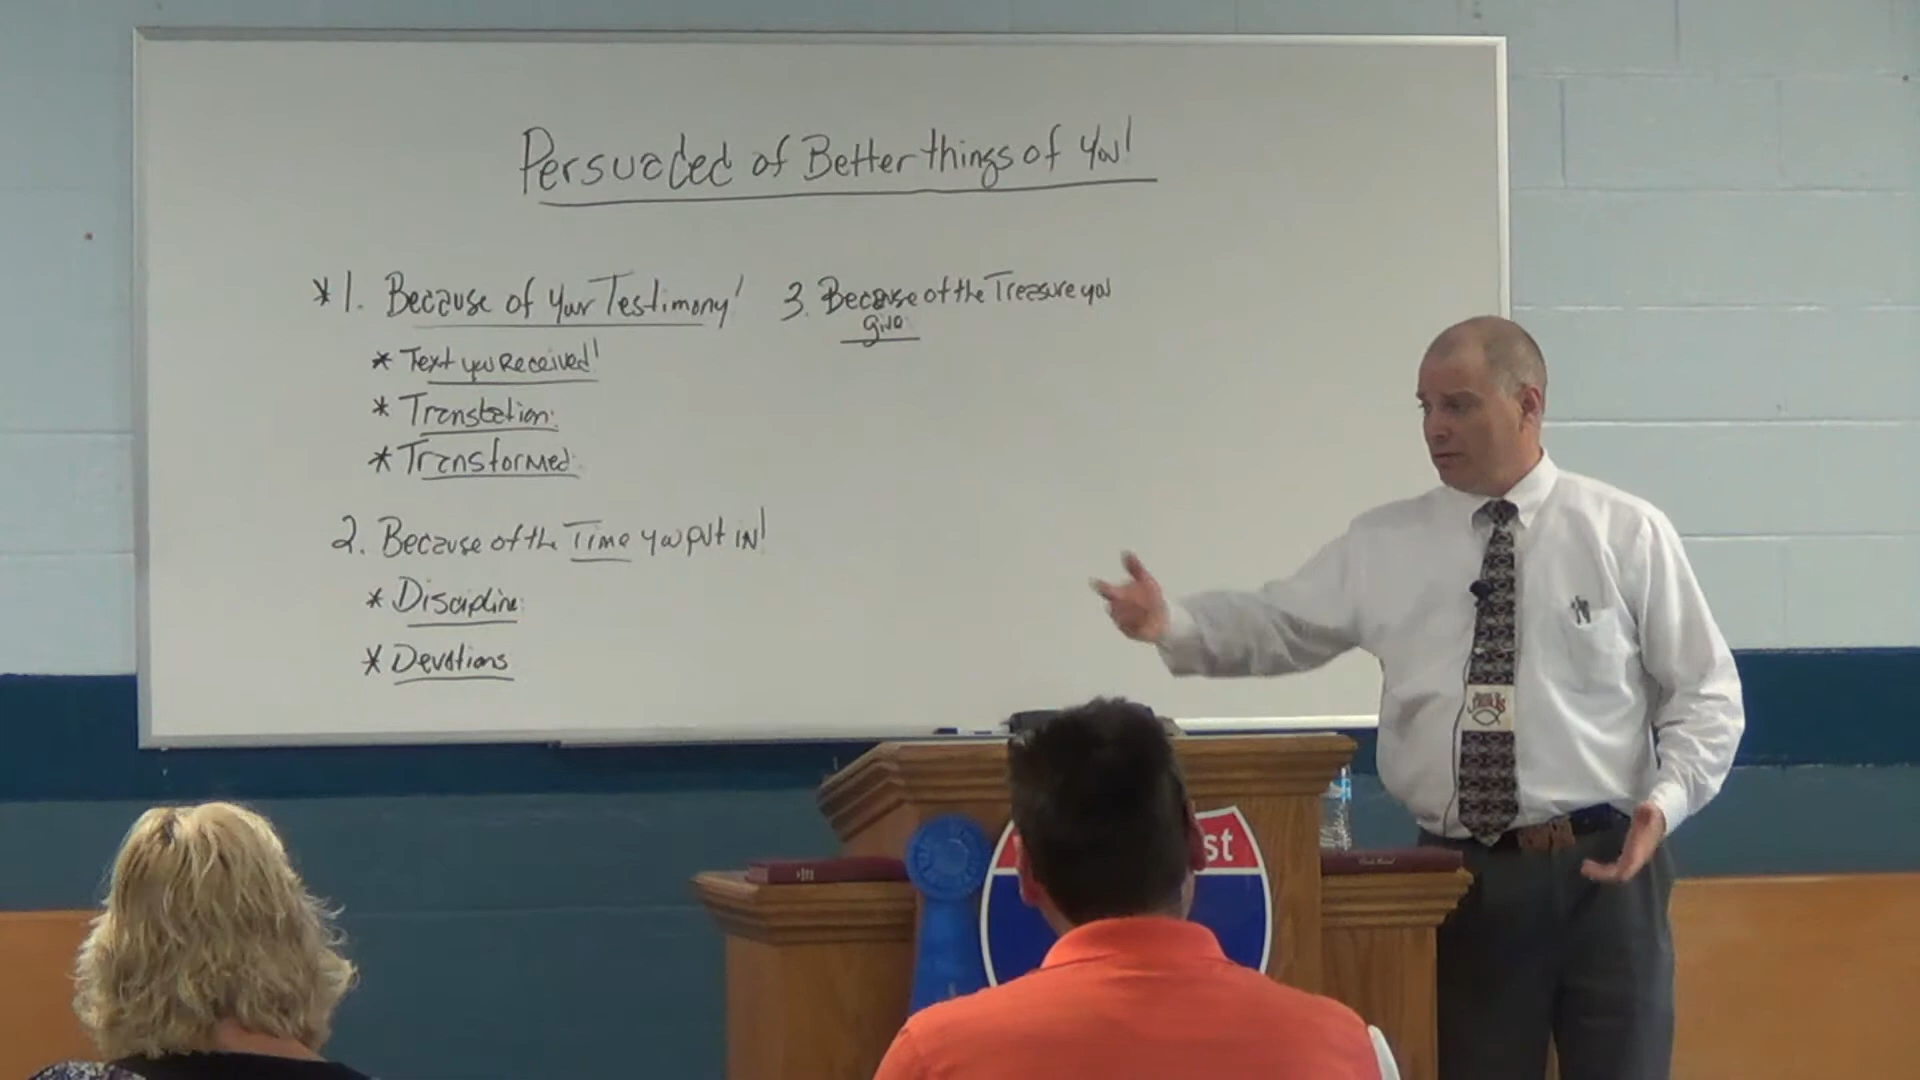 Persuaded of Better things of You!
* 1. Because of Your Testimony!
* Text you Received!
* Translation:
* Transformed:
2. Because of the Time you put in!
* Discipline:
* Devotions
3. Because of the Treasure you
give:
st